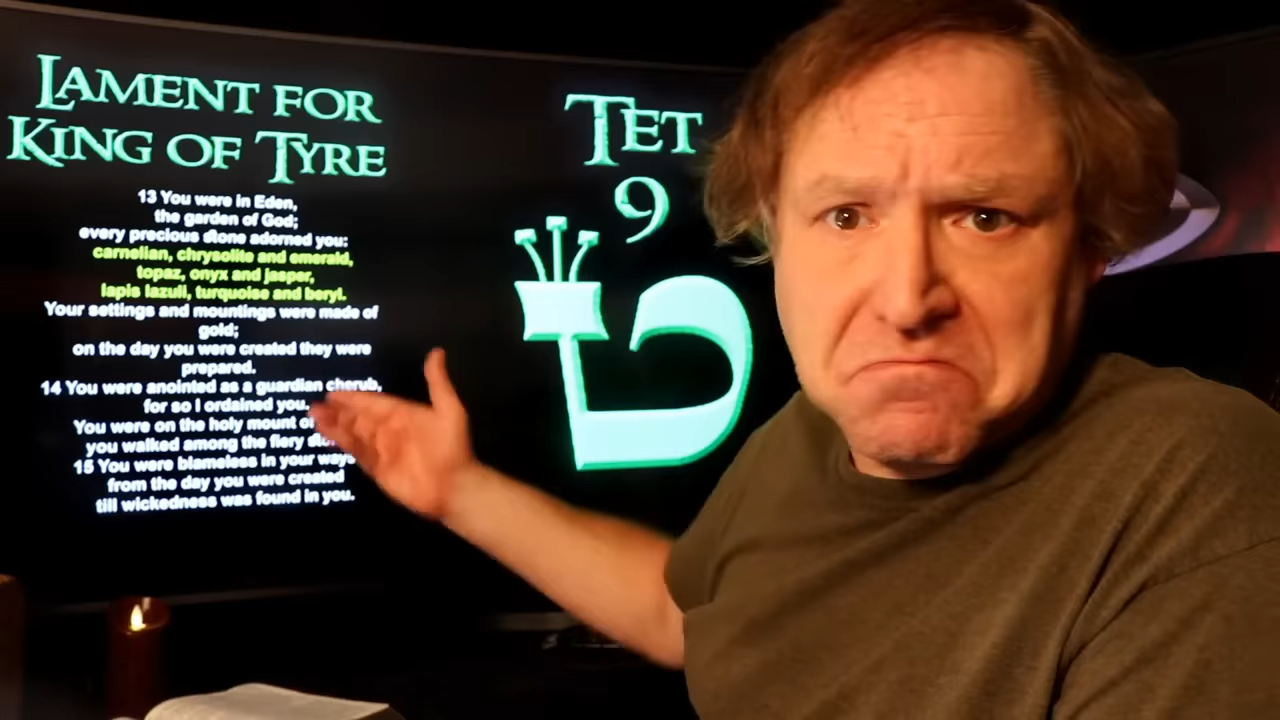 LAMENT FOR
KING OF TYRE
13 You were in Eden,
the garden of God;
every precious stone adorned you:
carnelian, chrysolite and emerald,
topaz, onyx and jasper,
lapis lazuli, turquoise and beryl.
Your settings and mountings were made of
gold;
on the day you were created they were
prepared.
14 You were anointed as a guardian cherub,
for so I ordained you.
You were on the holy mount
you walked among the fiery
15 You were blameless in your ways
from the day you were created
till wickedness was found in you.
TET
9
ט